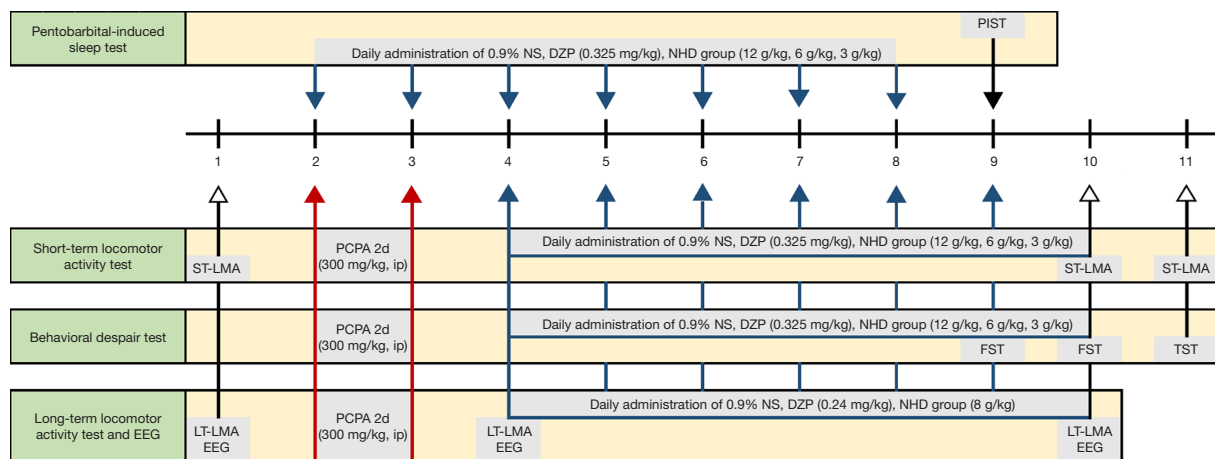 Pentobarbital-induced
sleep test
PIST
Daily administration of 0.9% NS, DZP (0.325 mg/kg), NHD group (12 g/kg, 6 g/kg, 3 g/kg)
1 2 3 4 5 6 7 8 9 10 11
Short-term locomotor
activity test
ST-LMA
PCPA 2d
(300 mg/kg, ip)
Daily administration of 0.9% NS, DZP (0.325 mg/kg), NHD group (12 g/kg, 6 g/kg, 3 g/kg)
ST-LMA
ST-LMA
Behavioral despair test
PCPA 2d
(300 mg/kg, ip)
Daily administration of 0.9% NS, DZP (0.325 mg/kg), NHD group (12 g/kg, 6 g/kg, 3 g/kg)
FST
FST
TST
Long-term locomotor
activity test and EEG
LT-LMA
EEG
PCPA 2d
(300 mg/kg, ip)
LT-LMA
EEG
Daily administration of 0.9% NS, DZP (0.24 mg/kg), NHD group (8 g/kg)
LT-LMA
EEG